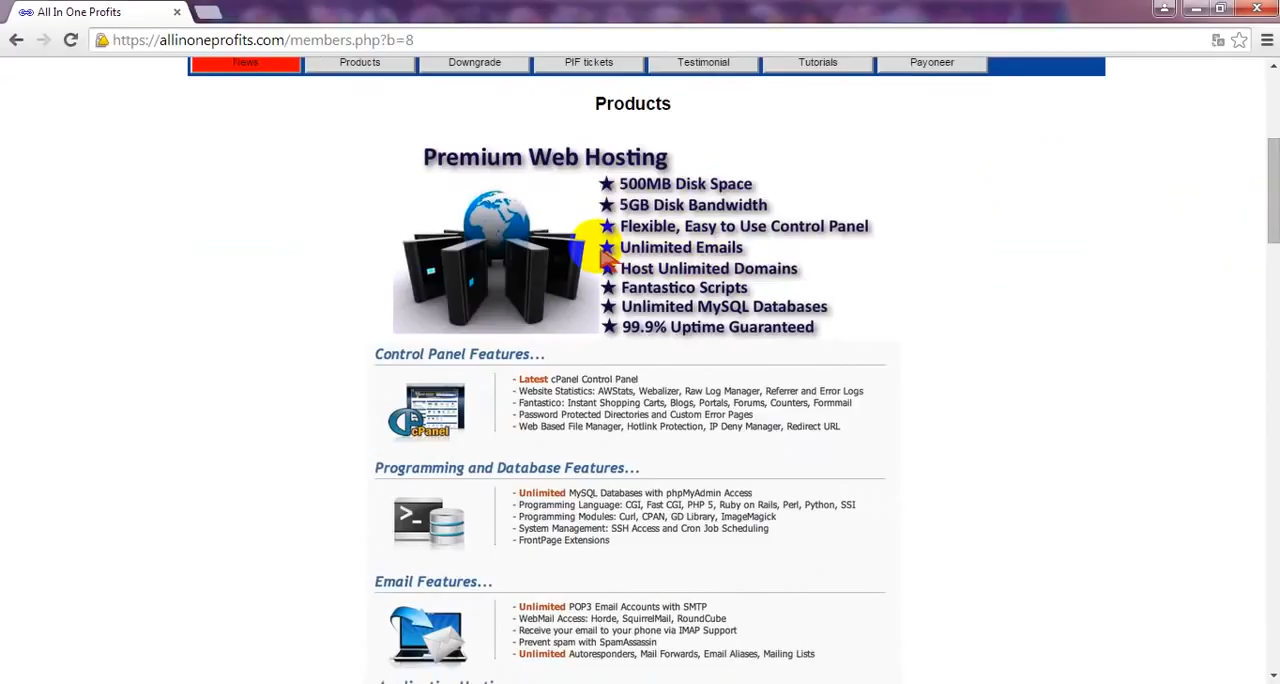 All In One Profits
https://allinoneprofits.com/members.php?b=8
News Products Downgrade PIF tickets Testimonial Tutorials Payoneer
Products
Premium Web Hosting
★ 500MB Disk Space
★ 5GB Disk Bandwidth
★ Flexible, Easy to Use Control Panel
★ Unlimited Emails
★ Host Unlimited Domains
★ Fantastico Scripts
★ Unlimited MySQL Databases
★ 99.9% Uptime Guaranteed
Control Panel Features...
- Latest cPanel Control Panel
- Website Statistics: AWStats, Webalizer, Raw Log Manager, Referrer and Error Logs
- Fantastico: Instant Shopping Carts, Blogs, Portals, Forums, Counters, Formmail
- Password Protected Directories and Custom Error Pages
- Web Based File Manager, Hotlink Protection, IP Deny Manager, Redirect URL
cPanel
Programming and Database Features...
- Unlimited MySQL Databases with phpMyAdmin Access
- Programming Language: CGI, Fast CGI, PHP 5, Ruby on Rails, Perl, Python, SSI
- Programming Modules: Curl, CPAN, GD Library, ImageMagick
- System Management: SSH Access and Cron Job Scheduling
- FrontPage Extensions
Email Features...
- Unlimited POP3 Email Accounts with SMTP
- WebMail Access: Horde, SquirrelMail, RoundCube
- Receive your email to your phone via IMAP Support
- Prevent spam with SpamAssassin
- Unlimited Autoresponders, Mail Forwards, Email Aliases, Mailing Lists